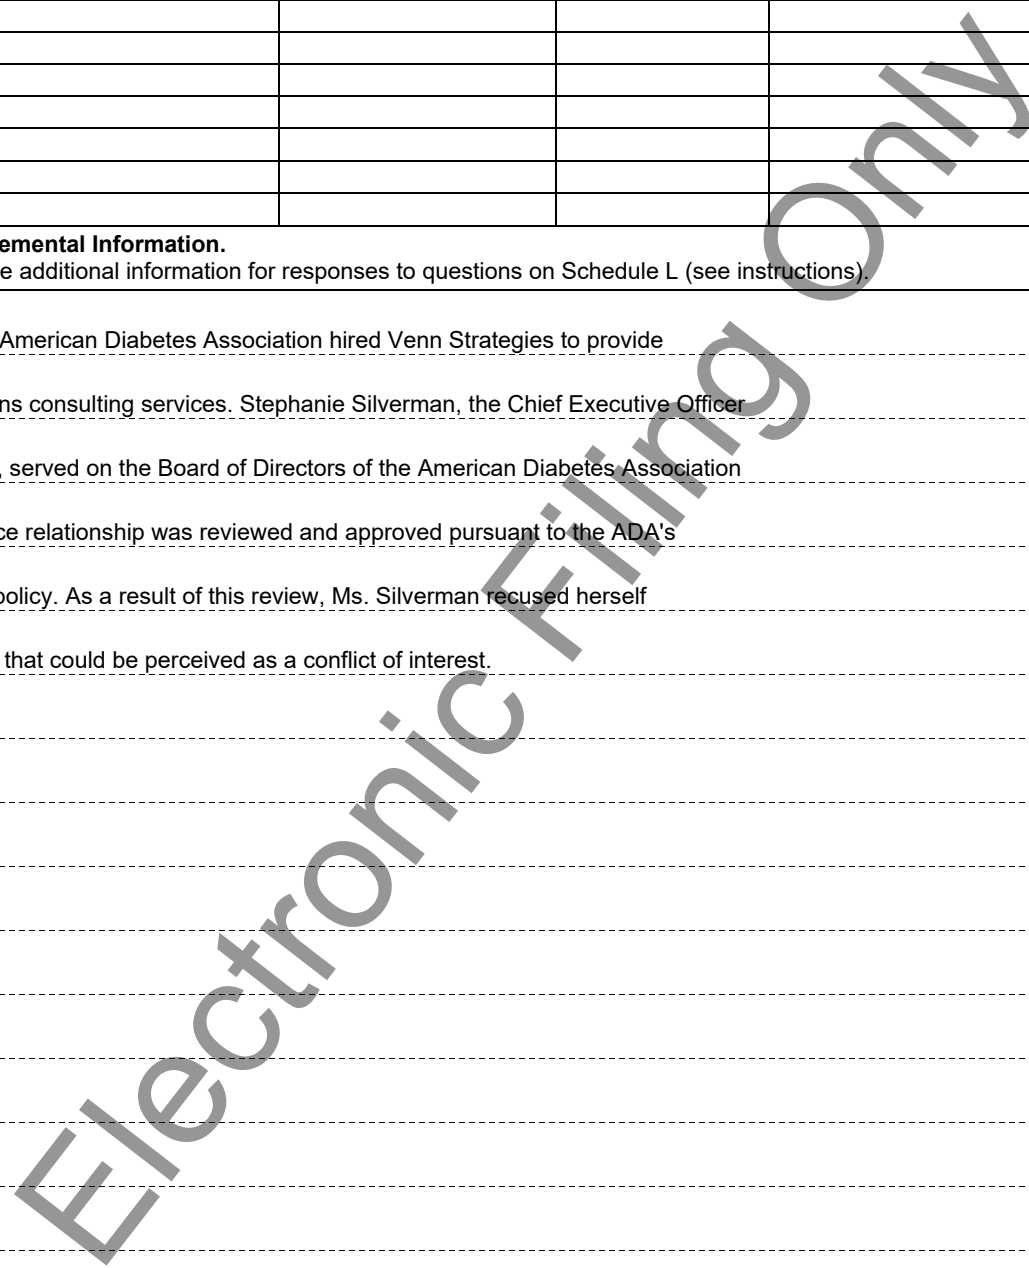 emental Information.
e additional information for responses to questions on Schedule L (see instructions).
American Diabetes Association hired Venn Strategies to provide
ns consulting services. Stephanie Silverman, the Chief Executive Officer
, served on the Board of Directors of the American Diabetes Association
ce relationship was reviewed and approved pursuant to the ADA's
policy. As a result of this review, Ms. Silverman recused herself
that could be perceived as a conflict of interest.
Electronic Filing Only